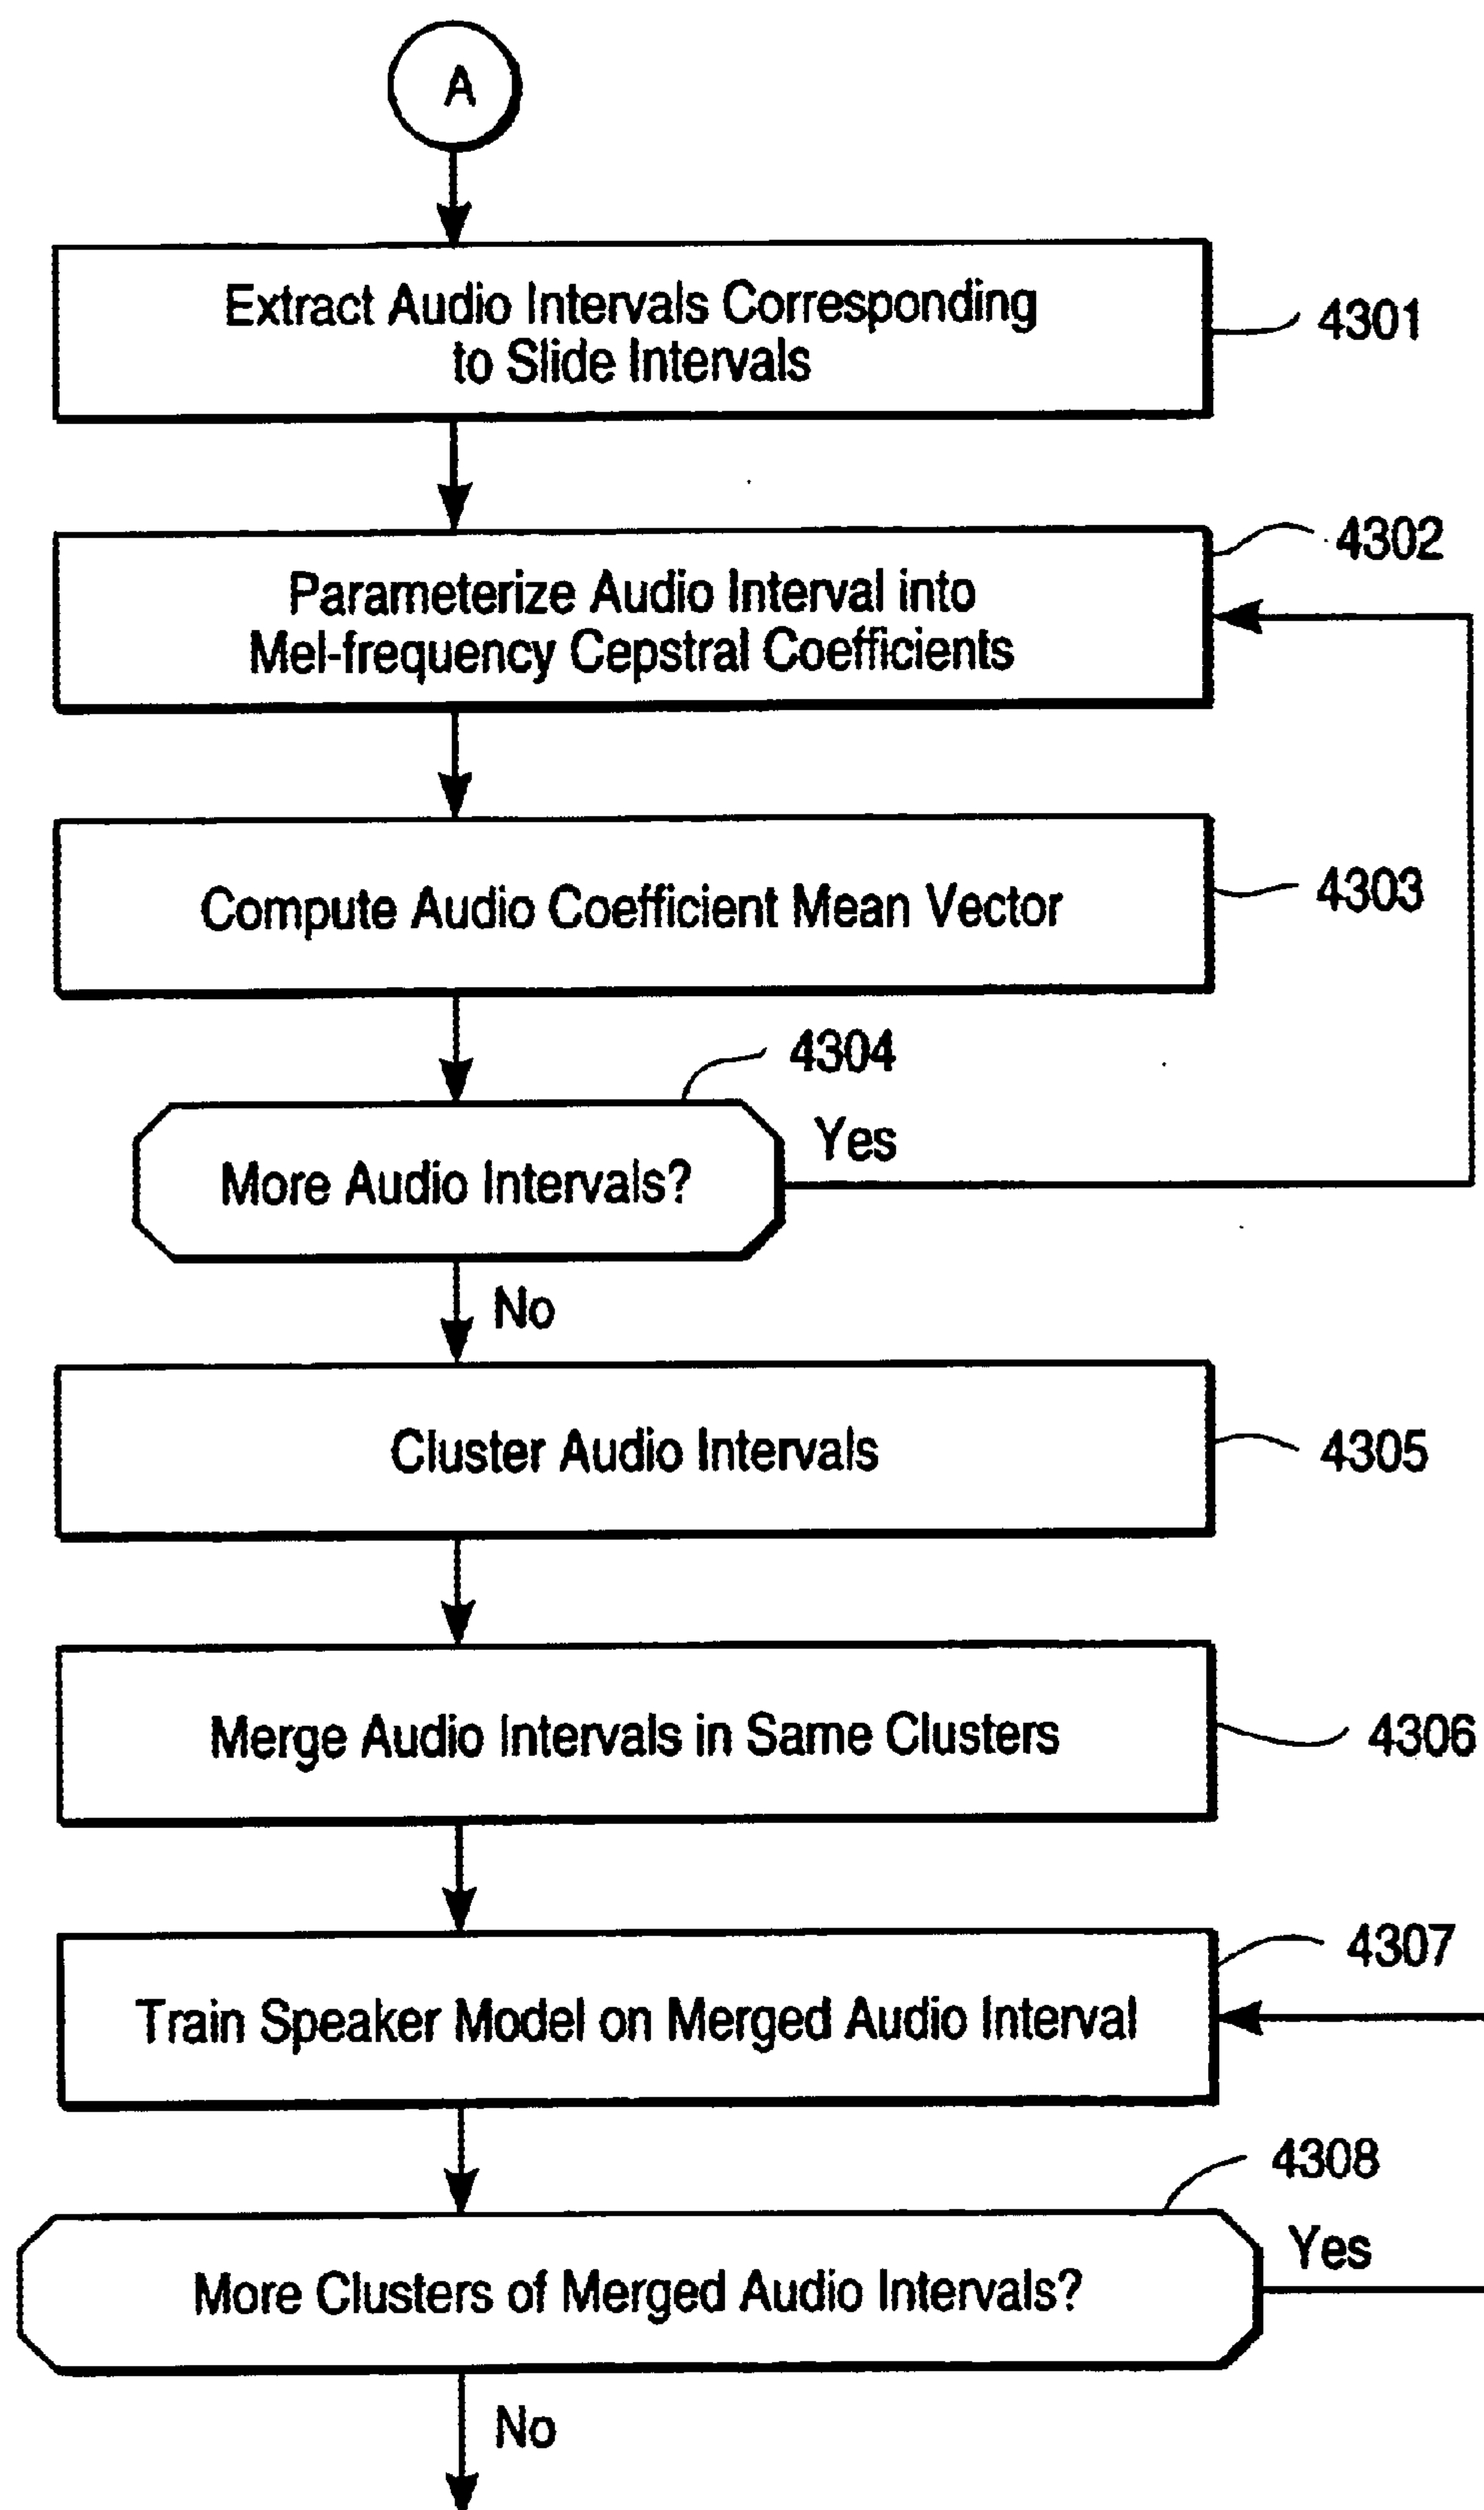 A
Extract Audio Intervals Corresponding
to Slide Intervals
4301
4302
Parameterize Audio Interval into
Mel-frequency Cepstral Coefficients
Compute Audio Coefficient Mean Vector
4303
4304
More Audio Intervals?
Yes
No
Cluster Audio Intervals
4305
Merge Audio Intervals in Same Clusters
4306
4307
Train Speaker Model on Merged Audio Interval
4308
More Clusters of Merged Audio Intervals?
Yes
No